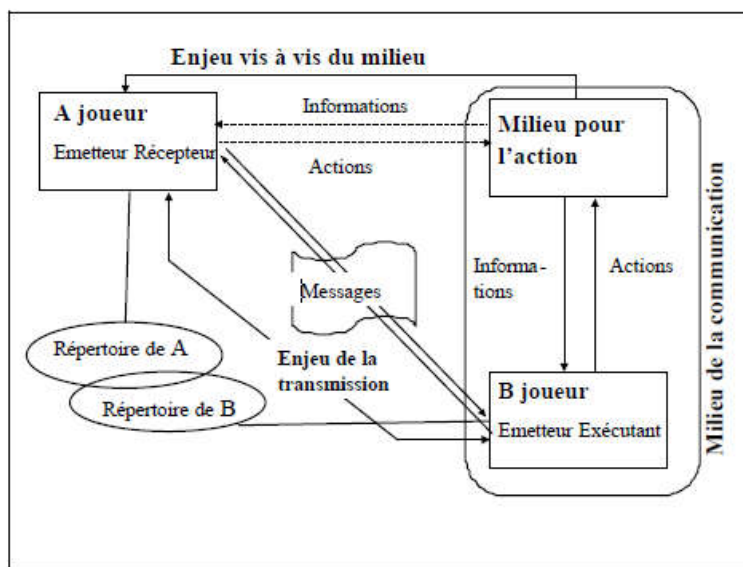 Enjeu vis à vis du milieu
A joueur
Emetteur Récepteur
Informations
Actions
Milieu pour
l'action
Messages
Informa-
tions
Actions
Répertoire de A
Répertoire de B
Enjeu de la
transmission
B joueur
Emetteur Exécutant
Milieu de la communication